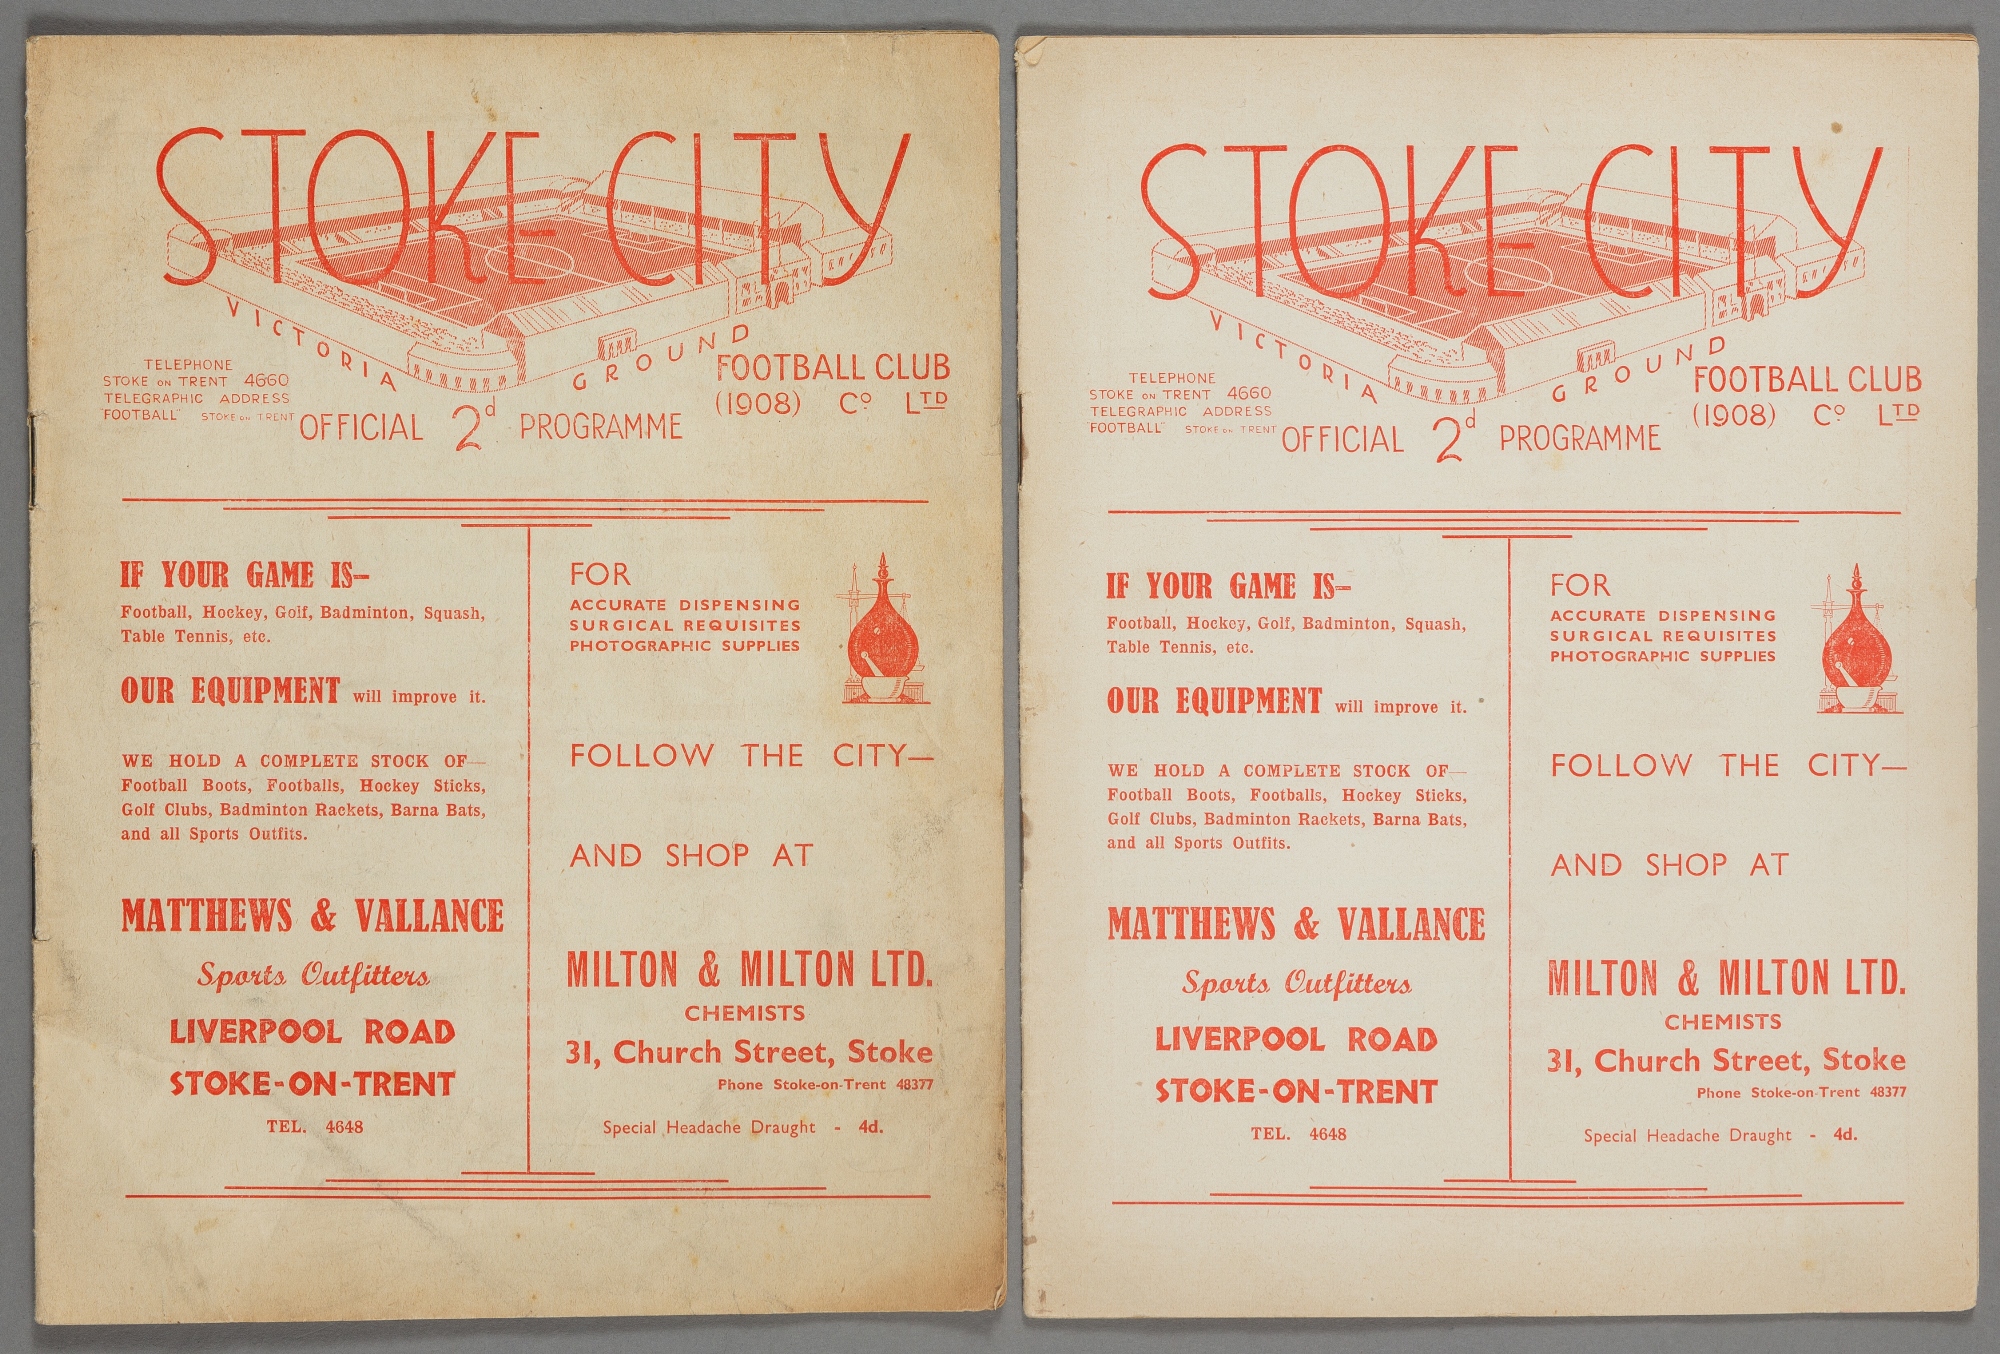 STOKE CITY
VICTORIA GROUND
TELEPHONE
STOKE ON TRENT 4660
TELEGRAPHIC ADDRESS
"FOOTBALL" STOKE ON TRENT
FOOTBALL CLUB
(1908) Cº LTD
OFFICIAL 2d PROGRAMME
IF YOUR GAME IS—
Football, Hockey, Golf, Badminton, Squash,
Table Tennis, etc.
OUR EQUIPMENT will improve it.
WE HOLD A COMPLETE STOCK OF—
Football Boots, Footballs, Hockey Sticks,
Golf Clubs, Badminton Rackets, Barna Bats,
and all Sports Outfits.
MATTHEWS & VALLANCE
Sports Outfitters
LIVERPOOL ROAD
STOKE-ON-TRENT
TEL. 4648
FOR
ACCURATE DISPENSING
SURGICAL REQUISITES
PHOTOGRAPHIC SUPPLIES
FOLLOW THE CITY—
AND SHOP AT
MILTON & MILTON LTD.
CHEMISTS
31, Church Street, Stoke
Phone Stoke-on-Trent 48377
Special Headache Draught - 4d.
STOKE CITY
VICTORIA GROUND
TELEPHONE
STOKE ON TRENT 4660
TELEGRAPHIC ADDRESS
"FOOTBALL" STOKE ON TRENT
FOOTBALL CLUB
(1908) Cº LTD
OFFICIAL 2d PROGRAMME
IF YOUR GAME IS—
Football, Hockey, Golf, Badminton, Squash,
Table Tennis, etc.
OUR EQUIPMENT will improve it.
WE HOLD A COMPLETE STOCK OF—
Football Boots, Footballs, Hockey Sticks,
Golf Clubs, Badminton Rackets, Barna Bats,
and all Sports Outfits.
MATTHEWS & VALLANCE
Sports Outfitters
LIVERPOOL ROAD
STOKE-ON-TRENT
TEL. 4648
FOR
ACCURATE DISPENSING
SURGICAL REQUISITES
PHOTOGRAPHIC SUPPLIES
FOLLOW THE CITY—
AND SHOP AT
MILTON & MILTON LTD.
CHEMISTS
31, Church Street, Stoke
Phone Stoke-on-Trent 48377
Special Headache Draught - 4d.